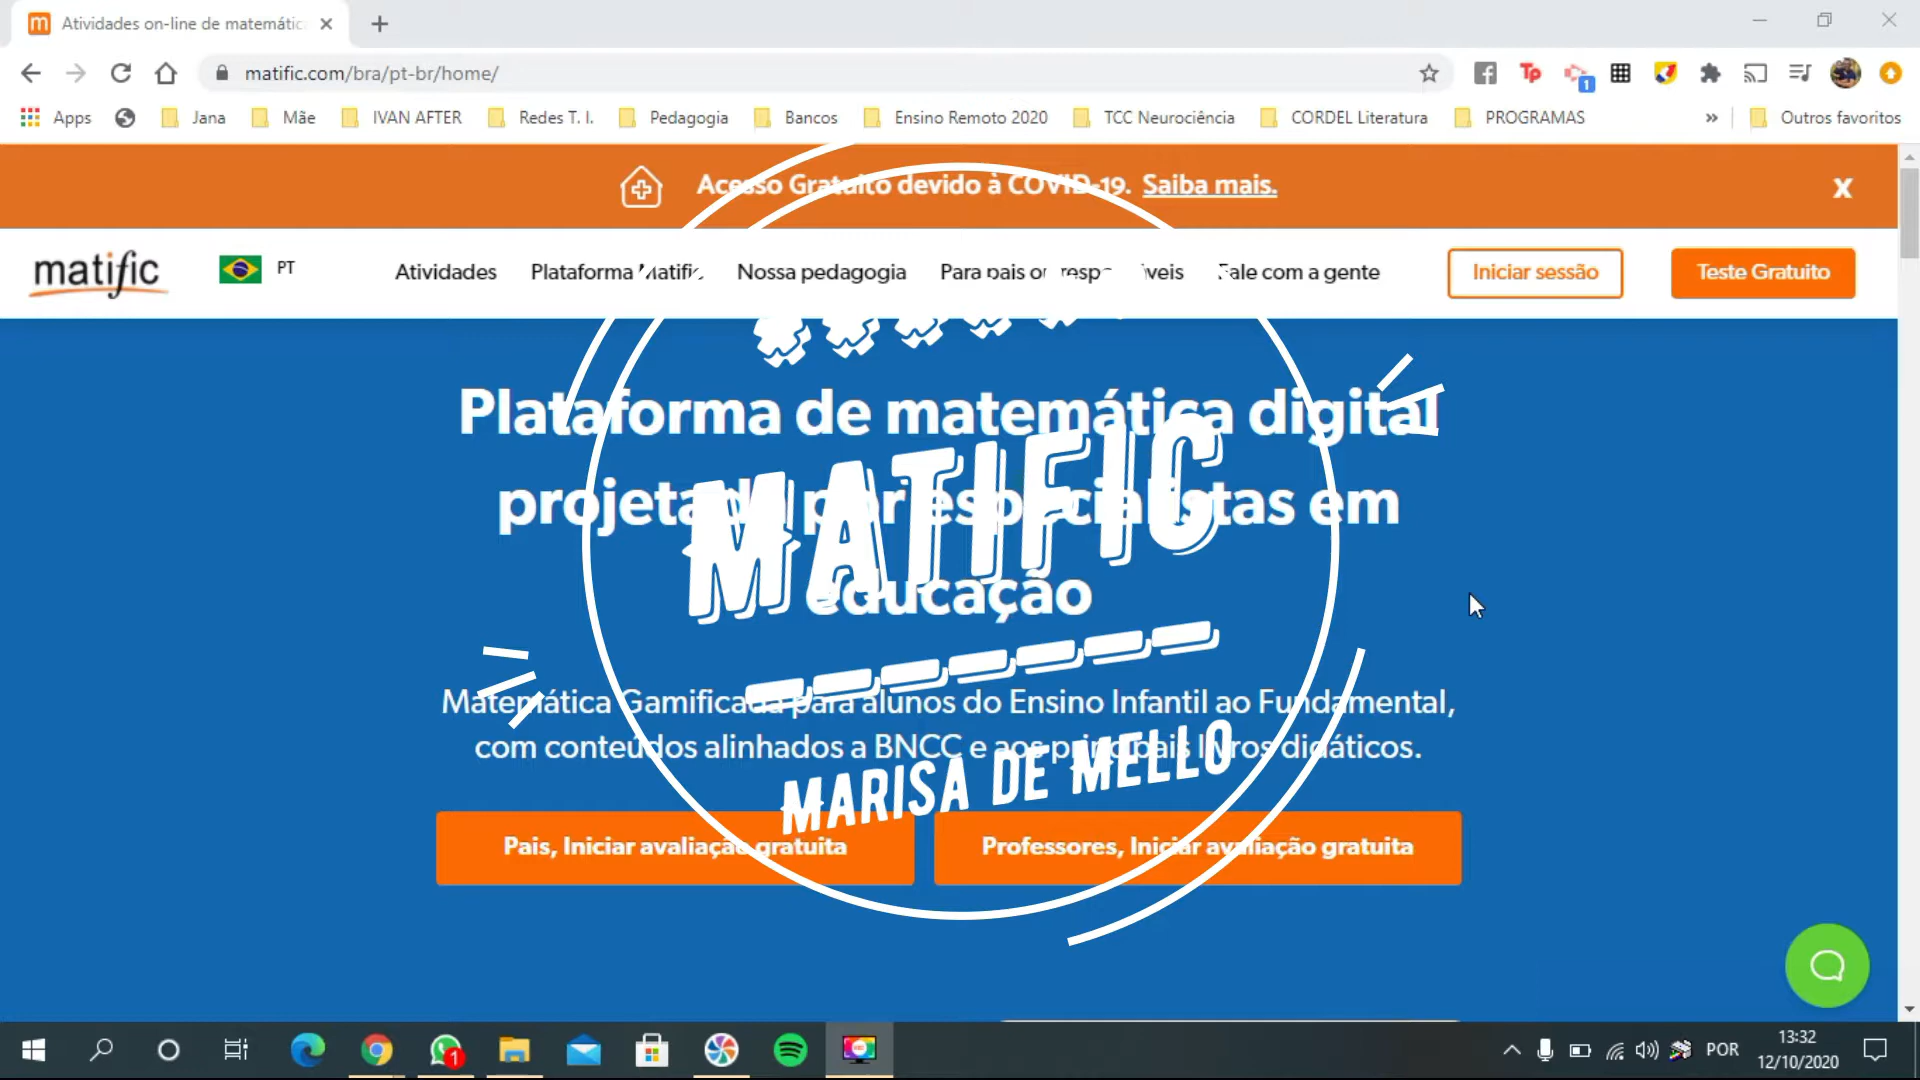 Atividades on-line de matemátic
matific.com/bra/pt-br/home/
1
Apps Jana Mãe IVAN AFTER Redes T. I. Pedagogia Bancos Ensino Remoto 2020 TCC Neurociência CORDEL Literatura PROGRAMAS » Outros favoritos
Acesso Gratuito devido à COVID-19. Saiba mais. x
matific PT Atividades Plataforma Matific Nossa pedagogia Para pais ou responsáveis Fale com a gente Iniciar sessão Teste Gratuito
Plataforma de matemática digital
projetada por especialistas em
educação
MATIFIC
Matemática Gamificada para alunos do Ensino Infantil ao Fundamental,
com conteúdos alinhados a BNCC e aos principais livros didáticos.
MARISA DE MELLO
Pais, Iniciar avaliação gratuita Professores, Iniciar avaliação gratuita
1 POR 13:32
12/10/2020